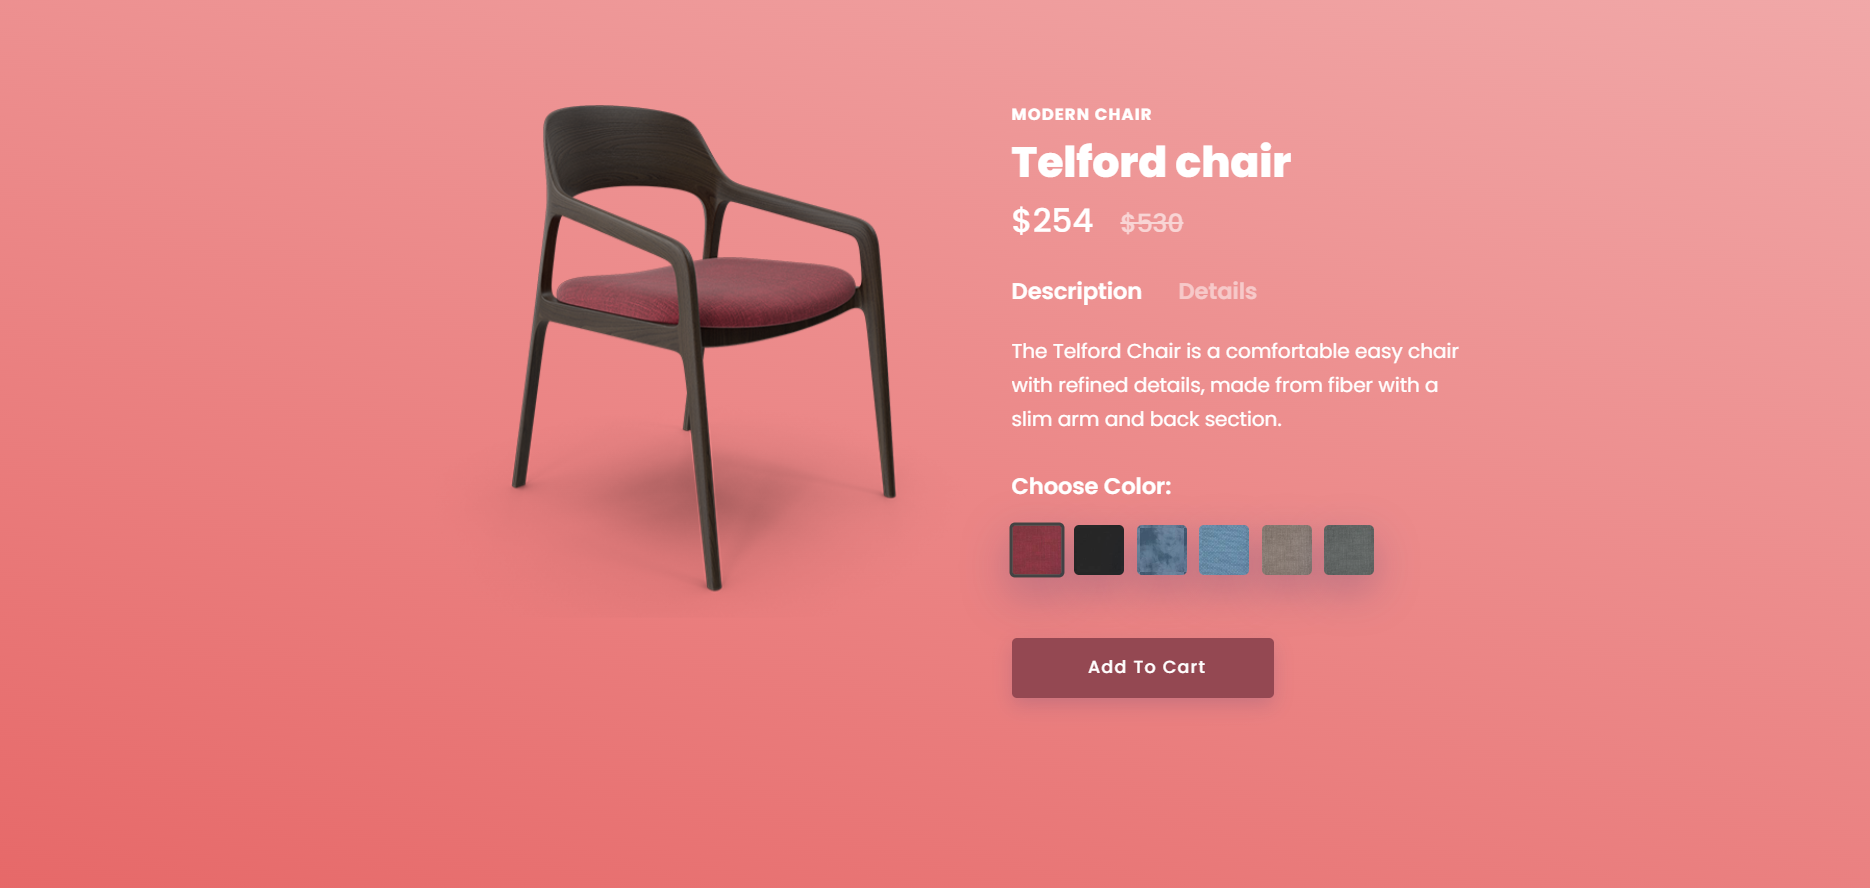 MODERN CHAIR
Telford chair
$254 $530
Description Details
The Telford Chair is a comfortable easy chair
with refined details, made from fiber with a
slim arm and back section.
Choose Color:
Add To Cart